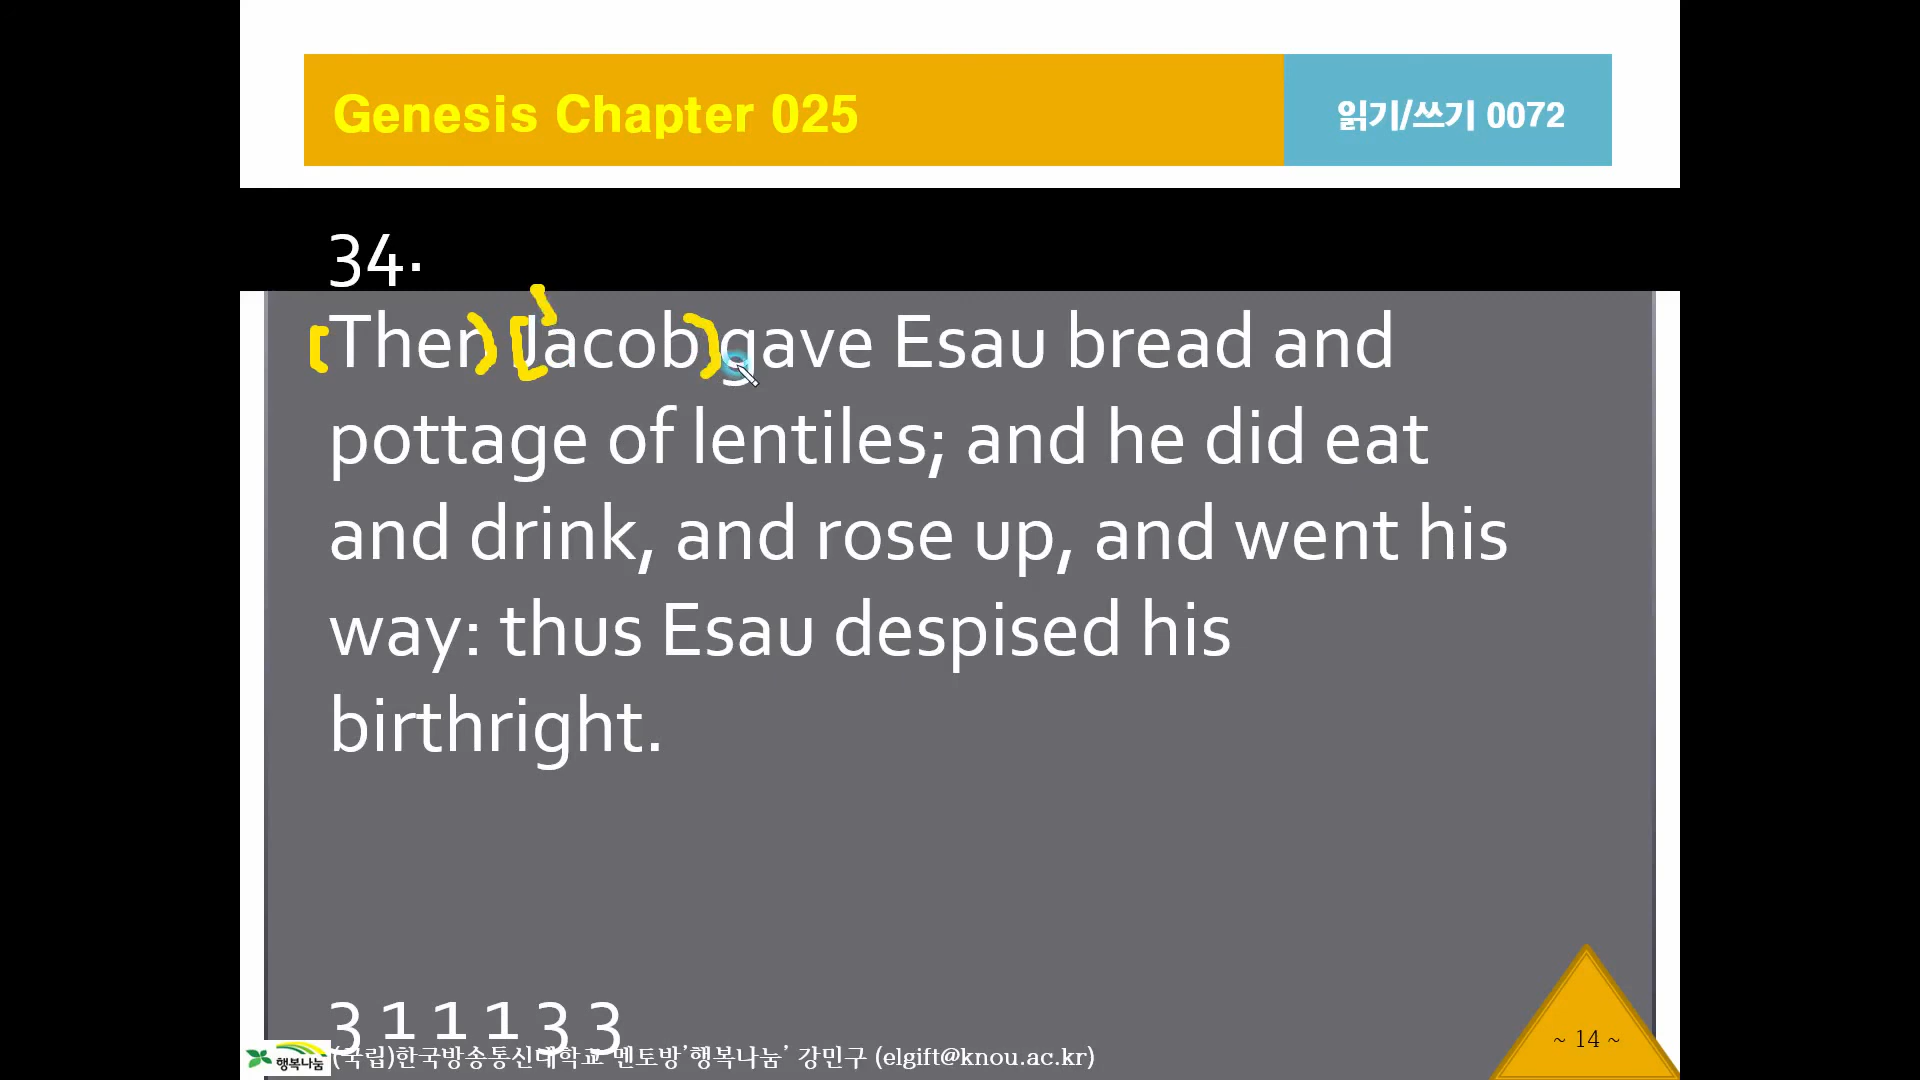 Genesis Chapter 025
읽기/쓰기 0072
34.
Then Jacob gave Esau bread and
pottage of lentiles; and he did eat
and drink, and rose up, and went his
way: thus Esau despised his
birthright.
3 1 1 1 3 3
행복나눔
(국립)한국방송통신대학교 멘토방'행복나눔' 강민구 (elgift@knou.ac.kr)
~ 14 ~